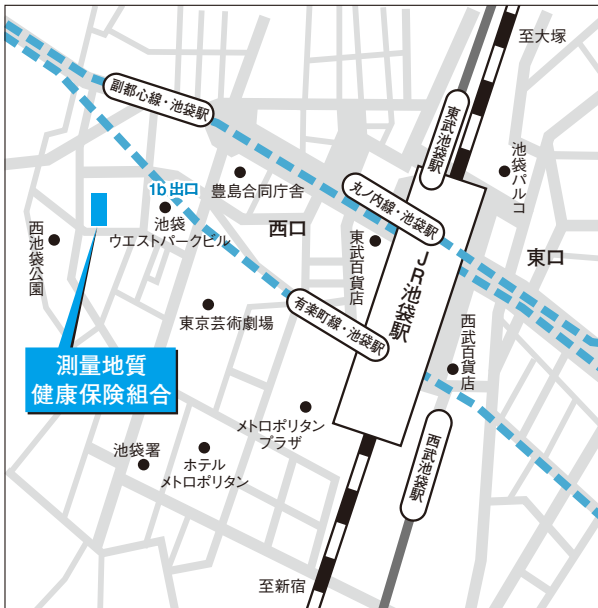 至大塚
副都心線・池袋駅
東武池袋駅
池袋パルコ
1b出口
豊島合同庁舎
丸ノ内線・池袋駅
池袋
ウエストパークビル
西口
東武百貨店
JR池袋駅
東口
西池袋公園
東京芸術劇場
有楽町線・池袋駅
西武百貨店
測量地質
健康保険組合
メトロポリタン
プラザ
西武池袋駅
池袋署
ホテル
メトロポリタン
至新宿